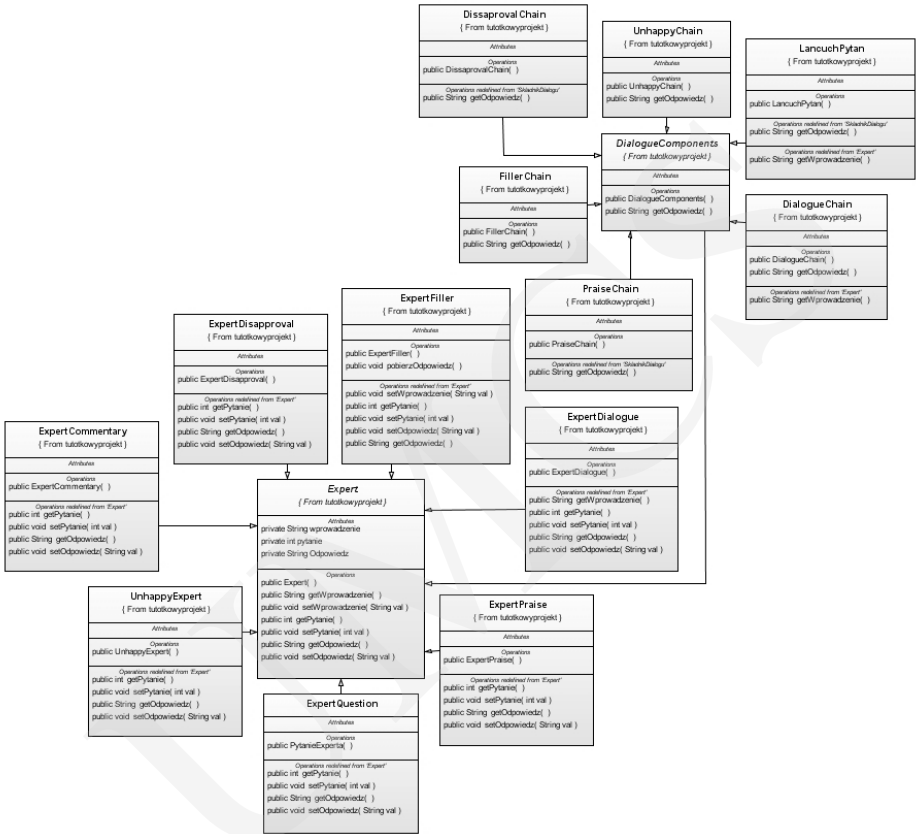 DissaprovalChain
{ From tutotkowyprojekt }
Attributes
Operations
public DissaprovalChain( )
Operations redefined from 'SkladnikDialogu'
public String getOdpowiedz( )
UnhappyChain
{ From tutotkowyprojekt }
Attributes
Operations
public UnhappyChain( )
public String getOdpowiedz( )
LancuchPytan
{ From tutotkowyprojekt }
Attributes
Operations
public LancuchPytan( )
Operations redefined from 'SkladnikDialogu'
public String getOdpowiedz( )
Operations redefined from 'Expert'
public String getWprowadzenie( )
DialogueComponents
{ From tutotkowyprojekt }
Attributes
Operations
public DialogueComponents( )
public String getOdpowiedz( )
FillerChain
{ From tutotkowyprojekt }
Attributes
Operations
public FillerChain( )
public String getOdpowiedz( )
DialogueChain
{ From tutotkowyprojekt }
Attributes
Operations
public DialogueChain( )
public String getOdpowiedz( )
Operations redefined from 'Expert'
public String getWprowadzenie( )
PraiseChain
{ From tutotkowyprojekt }
Attributes
Operations
public PraiseChain( )
Operations redefined from 'SkladnikDialogu'
public String getOdpowiedz( )
ExpertFiller
{ From tutotkowyprojekt }
Attributes
Operations
public ExpertFiller( )
public void pobierzOdpowiedz( )
Operations redefined from 'Expert'
public void setWprowadzenie( String val )
public int getPytanie( )
public void setPytanie( int val )
public void setOdpowiedz( String val )
public String getOdpowiedz( )
ExpertDisapproval
{ From tutotkowyprojekt }
Attributes
Operations
public ExpertDisapproval( )
Operations redefined from 'Expert'
public int getPytanie( )
public void setPytanie( int val )
public String getOdpowiedz( )
public void setOdpowiedz( String val )
ExpertCommentary
{ From tutotkowyprojekt }
Attributes
Operations
public ExpertCommentary( )
Operations redefined from 'Expert'
public int getPytanie( )
public void setPytanie( int val )
public String getOdpowiedz( )
public void setOdpowiedz( String val )
ExpertDialogue
{ From tutotkowyprojekt }
Attributes
Operations
public ExpertDialogue( )
Operations redefined from 'Expert'
public String getWprowadzenie( )
public int getPytanie( )
public void setPytanie( int val )
public String getOdpowiedz( )
public void setOdpowiedz( String val )
Expert
{ From tutotkowyprojekt }
Attributes
private String wprowadzenie
private int pytanie
private String Odpowiedz
Operations
public Expert( )
public String getWprowadzenie( )
public void setWprowadzenie( String val )
public int getPytanie( )
public void setPytanie( int val )
public String getOdpowiedz( )
public void setOdpowiedz( String val )
UnhappyExpert
{ From tutotkowyprojekt }
Attributes
Operations
public UnhappyExpert( )
Operations redefined from 'Expert'
public int getPytanie( )
public void setPytanie( int val )
public String getOdpowiedz( )
public void setOdpowiedz( String val )
ExpertPraise
{ From tutotkowyprojekt }
Attributes
Operations
public ExpertPraise( )
Operations redefined from 'Expert'
public int getPytanie( )
public void setPytanie( int val )
public String getOdpowiedz( )
public void setOdpowiedz( String val )
ExpertQuestion
Attributes
Operations
public PytanieExperta( )
Operations redefined from 'Expert'
public int getPytanie( )
public void setPytanie( int val )
public String getOdpowiedz( )
public void setOdpowiedz( String val )
UMCS